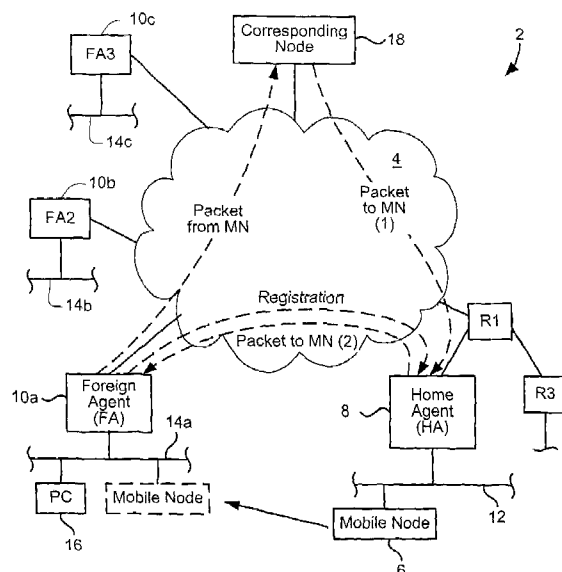 10c
FA3
14c
Corresponding
Node
18
2
4
10b
FA2
14b
Packet
from MN
Packet
to MN
(1)
Registration
Packet to MN (2)
R1
R3
10a
Foreign
Agent
(FA)
8
Home
Agent
(HA)
14a
PC
16
Mobile Node
12
Mobile Node
6